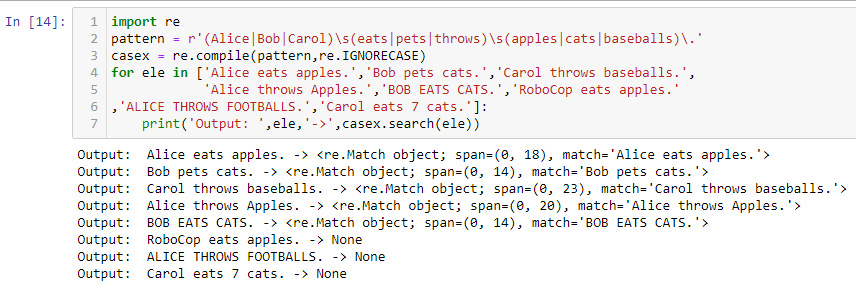 In [14]:
1 import re
2 pattern = r'(Alice|Bob|Carol)\s(eats|pets|throws)\s(apples|cats|baseballs)\.'
3 casex = re.compile(pattern,re.IGNORECASE)
4 for ele in ['Alice eats apples.','Bob pets cats.','Carol throws baseballs.',
5             'Alice throws Apples.','BOB EATS CATS.','RoboCop eats apples.'
6 ,'ALICE THROWS FOOTBALLS.','Carol eats 7 cats.']:
7     print('Output: ',ele,'->',casex.search(ele))
Output:  Alice eats apples. -> <re.Match object; span=(0, 18), match='Alice eats apples.'>
Output:  Bob pets cats. -> <re.Match object; span=(0, 14), match='Bob pets cats.'>
Output:  Carol throws baseballs. -> <re.Match object; span=(0, 23), match='Carol throws baseballs.'>
Output:  Alice throws Apples. -> <re.Match object; span=(0, 20), match='Alice throws Apples.'>
Output:  BOB EATS CATS. -> <re.Match object; span=(0, 14), match='BOB EATS CATS.'>
Output:  RoboCop eats apples. -> None
Output:  ALICE THROWS FOOTBALLS. -> None
Output:  Carol eats 7 cats. -> None